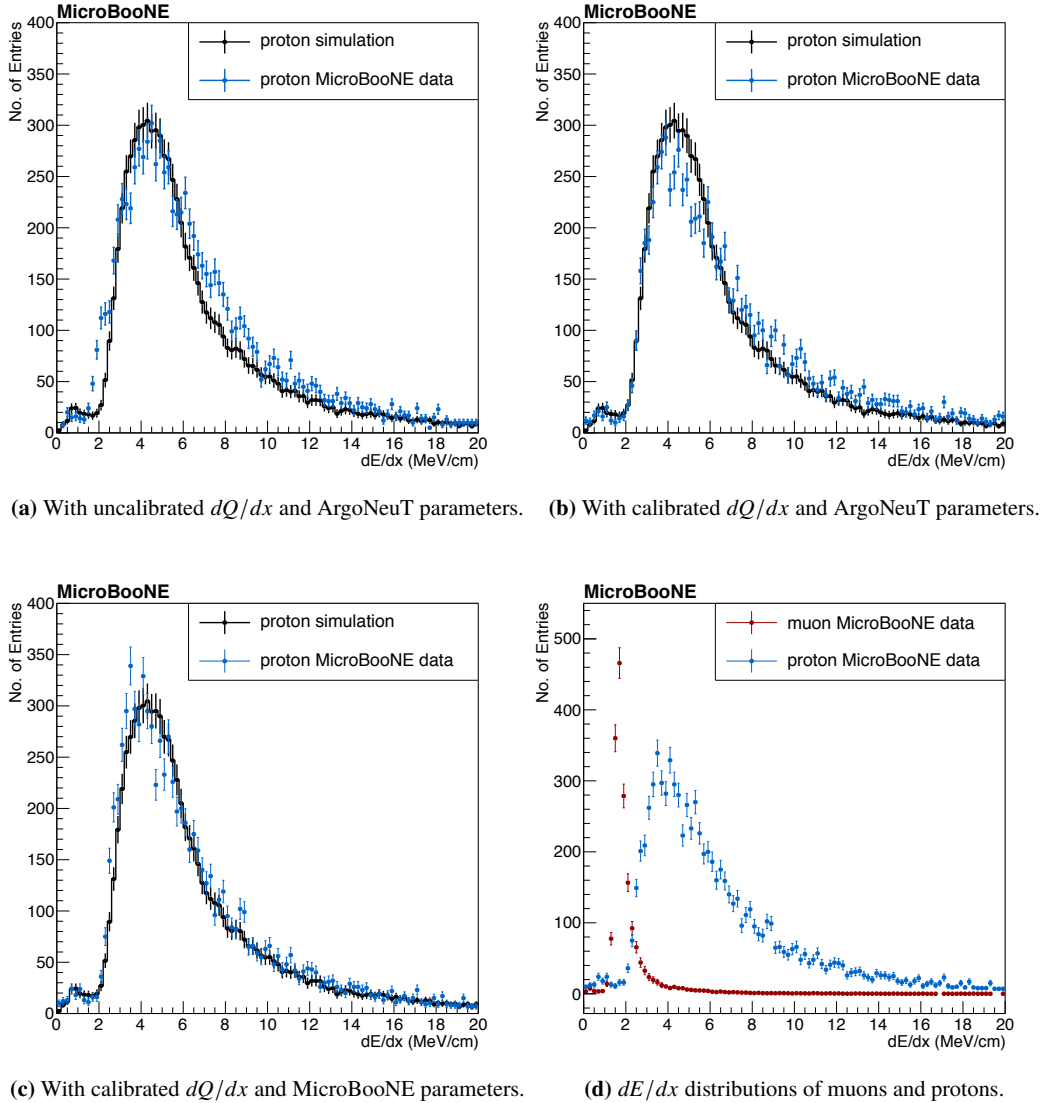 MicroBooNE
No. of Entries
400
350
300
250
200
150
100
50
0
proton simulation
proton MicroBooNE data
0 2 4 6 8 10 12 14 16 18 20
dE/dx (MeV/cm)
(a) With uncalibrated dQ/dx and ArgoNeuT parameters.
MicroBooNE
No. of Entries
400
350
300
250
200
150
100
50
0
proton simulation
proton MicroBooNE data
0 2 4 6 8 10 12 14 16 18 20
dE/dx (MeV/cm)
(b) With calibrated dQ/dx and ArgoNeuT parameters.
MicroBooNE
No. of Entries
400
350
300
250
200
150
100
50
0
proton simulation
proton MicroBooNE data
0 2 4 6 8 10 12 14 16 18 20
dE/dx (MeV/cm)
(c) With calibrated dQ/dx and MicroBooNE parameters.
MicroBooNE
No. of Entries
500
400
300
200
100
0
muon MicroBooNE data
proton MicroBooNE data
0 2 4 6 8 10 12 14 16 18 20
dE/dx (MeV/cm)
(d) dE/dx distributions of muons and protons.